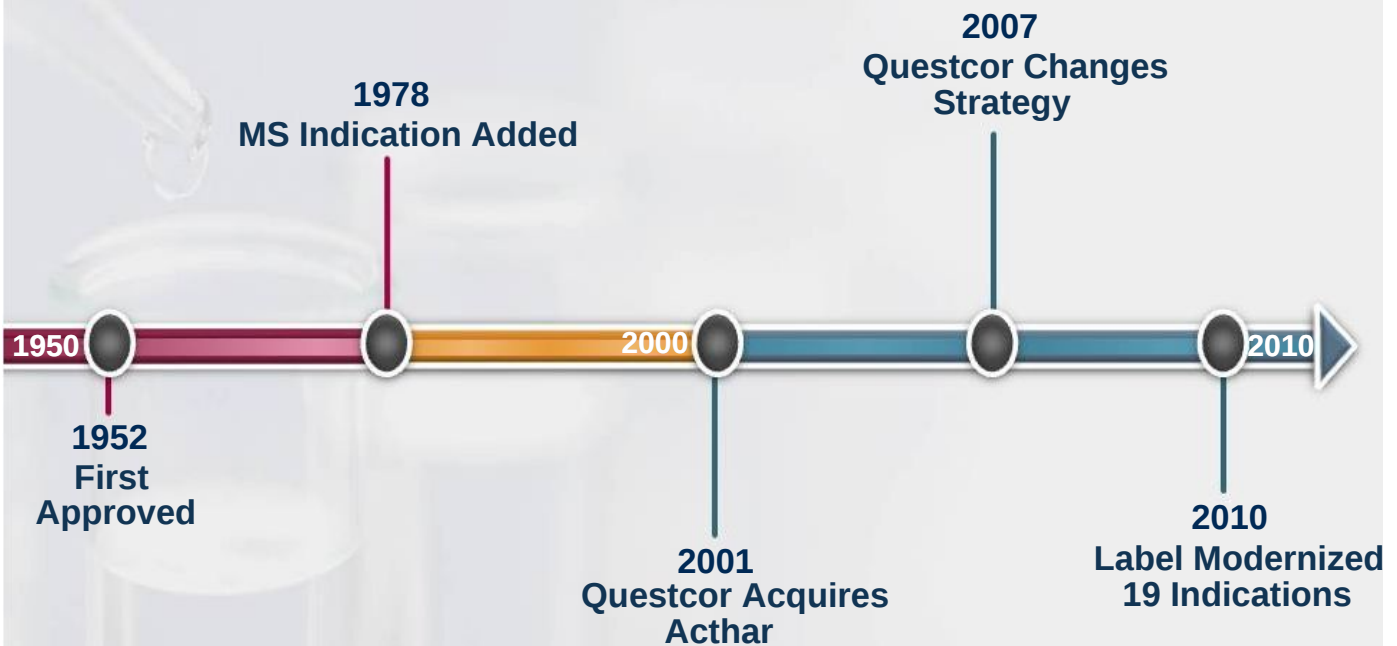 2007
Questcor Changes
Strategy
1978
MS Indication Added
1950
2000
2010
1952
First
Approved
2001
Questcor Acquires
Acthar
2010
Label Modernized
19 Indications